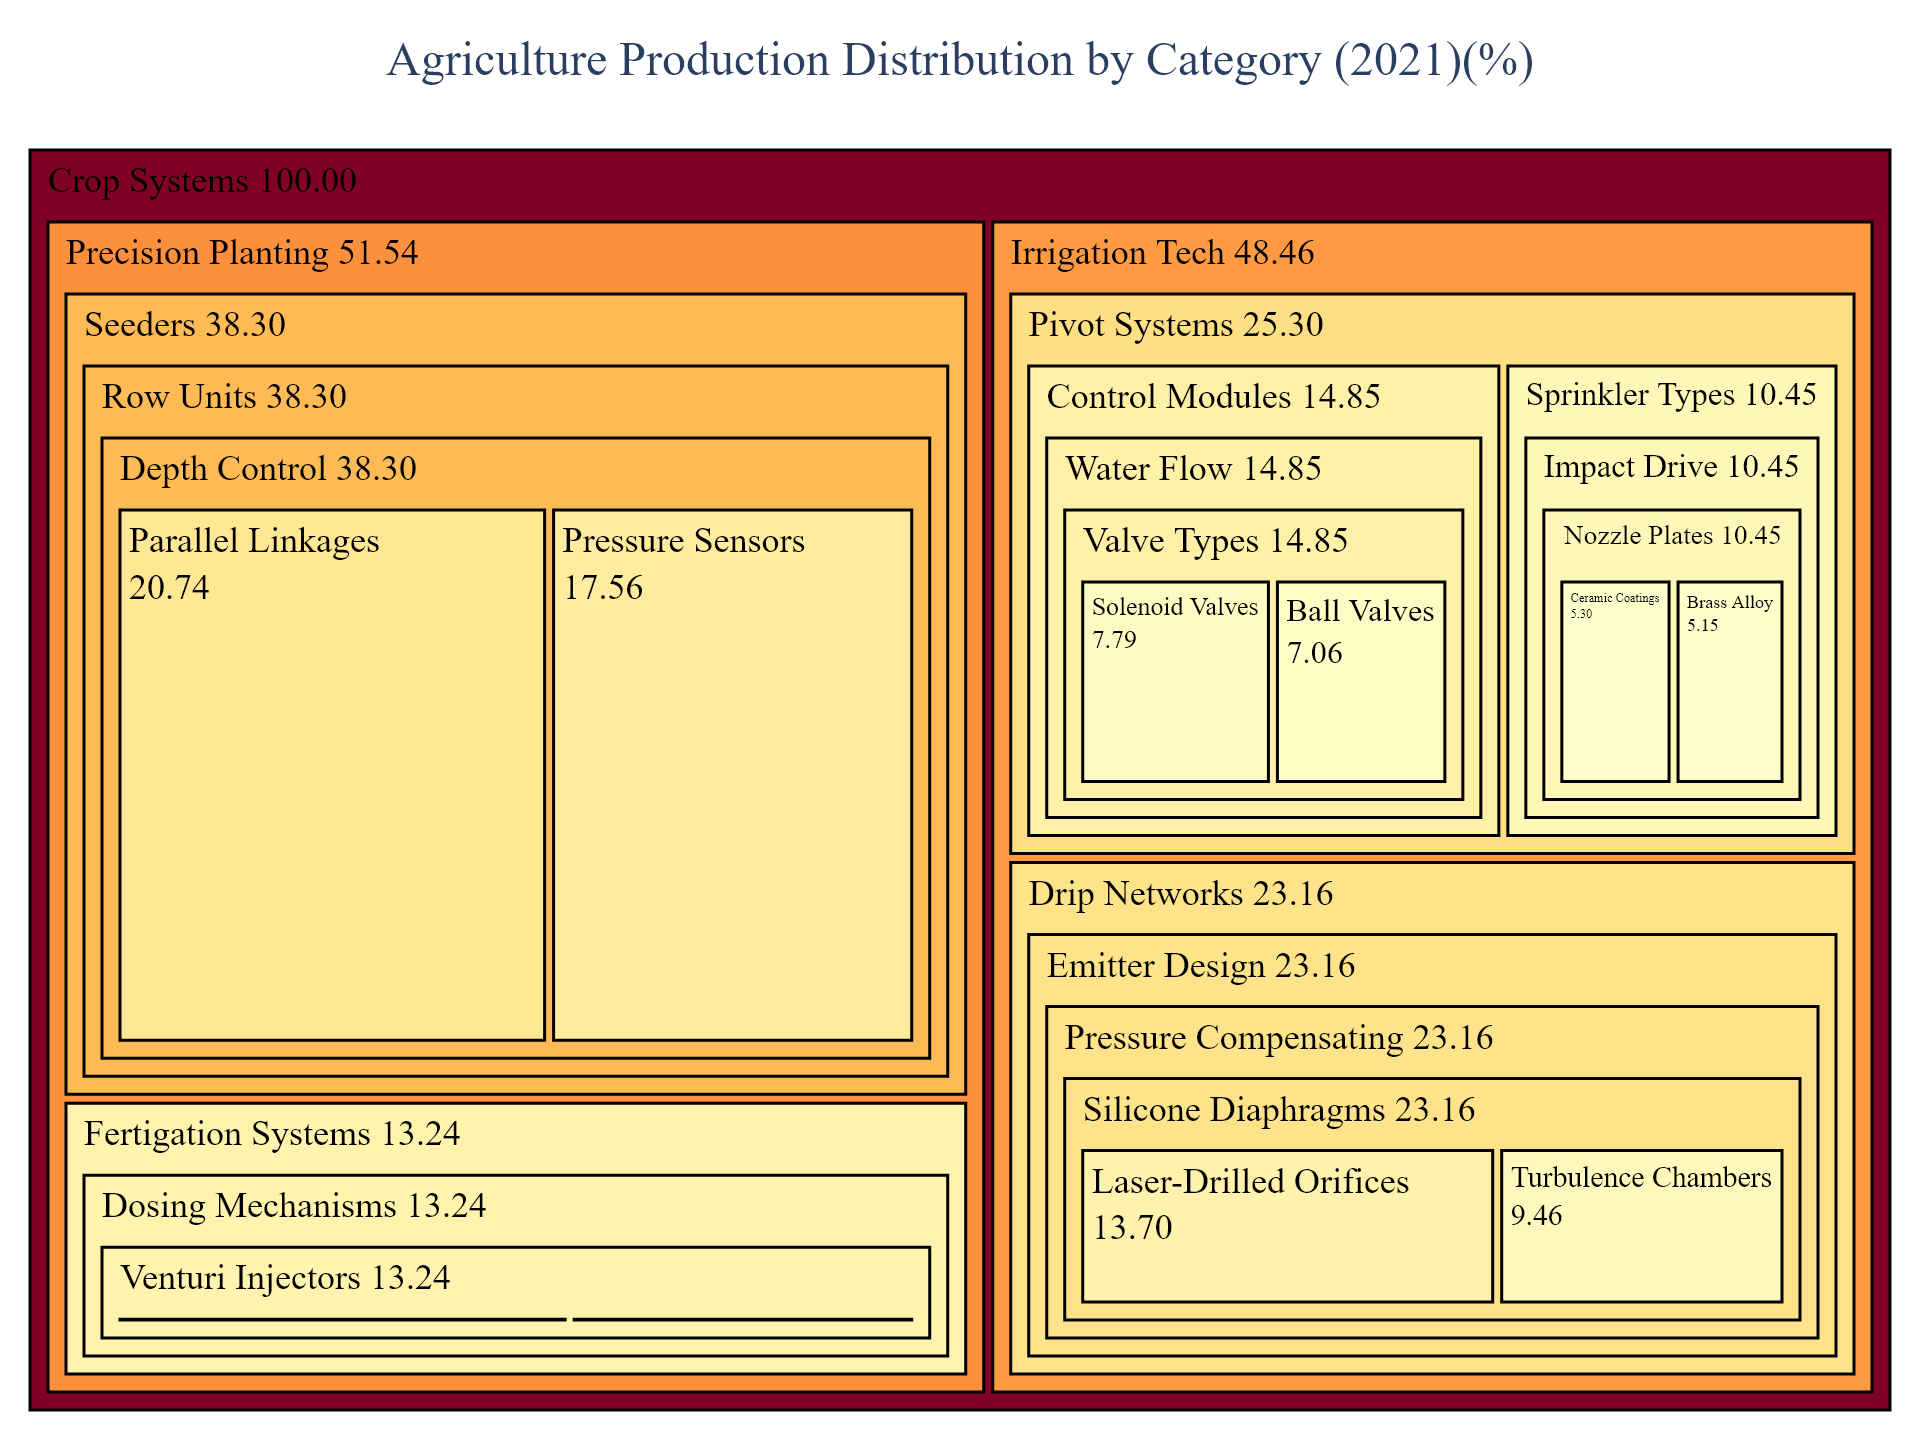 Agriculture Production Distribution by Category (2021)(%)
Crop Systems 100.00
Precision Planting 51.54
Seeders 38.30
Row Units 38.30
Depth Control 38.30
Parallel Linkages
20.74
Pressure Sensors
17.56
Fertigation Systems 13.24
Dosing Mechanisms 13.24
Venturi Injectors 13.24
Irrigation Tech 48.46
Pivot Systems 25.30
Control Modules 14.85
Water Flow 14.85
Valve Types 14.85
Solenoid Valves
7.79
Ball Valves
7.06
Sprinkler Types 10.45
Impact Drive 10.45
Nozzle Plates 10.45
Ceramic Coatings
5.30
Brass Alloy
5.15
Drip Networks 23.16
Emitter Design 23.16
Pressure Compensating 23.16
Silicone Diaphragms 23.16
Laser-Drilled Orifices
13.70
Turbulence Chambers
9.46